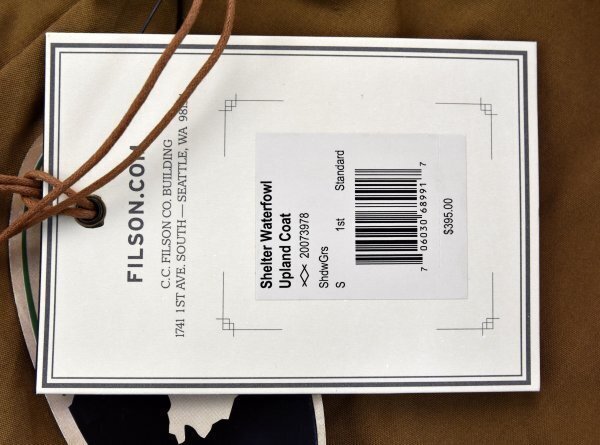 FILSON.COM
C.C. FILSON CO. BUILDING
1741 1ST AVE. SOUTH — SEATTLE, WA
Shelter Waterfowl
Upland Coat
20073978
ShdwGrs
S 1st Standard
7 06030 68991 7
$395.00